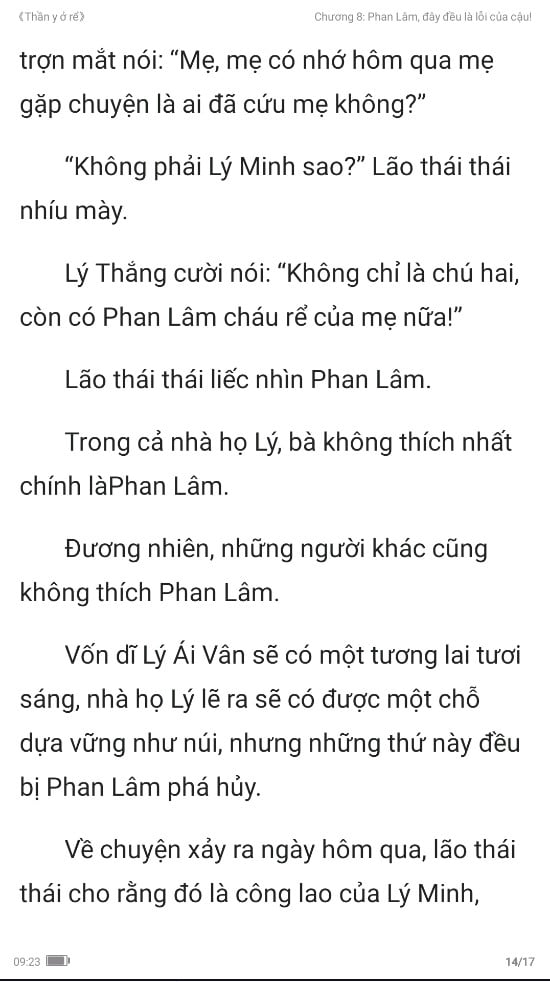 《Thần y ở rể》
Chương 8: Phan Lâm, đây đều là lỗi của cậu!
trợn mắt nói: “Mẹ, mẹ có nhớ hôm qua mẹ
gặp chuyện là ai đã cứu mẹ không?”
“Không phải Lý Minh sao?” Lão thái thái
nhíu mày.
Lý Thắng cười nói: “Không chỉ là chú hai,
còn có Phan Lâm cháu rể của mẹ nữa!”
Lão thái thái liếc nhìn Phan Lâm.
Trong cả nhà họ Lý, bà không thích nhất
chính làPhan Lâm.
Đương nhiên, những người khác cũng
không thích Phan Lâm.
Vốn dĩ Lý Ái Vân sẽ có một tương lai tươi
sáng, nhà họ Lý lẽ ra sẽ có được một chỗ
dựa vững như núi, nhưng những thứ này đều
bị Phan Lâm phá hủy.
Về chuyện xảy ra ngày hôm qua, lão thái
thái cho rằng đó là công lao của Lý Minh,
09:23
14/17